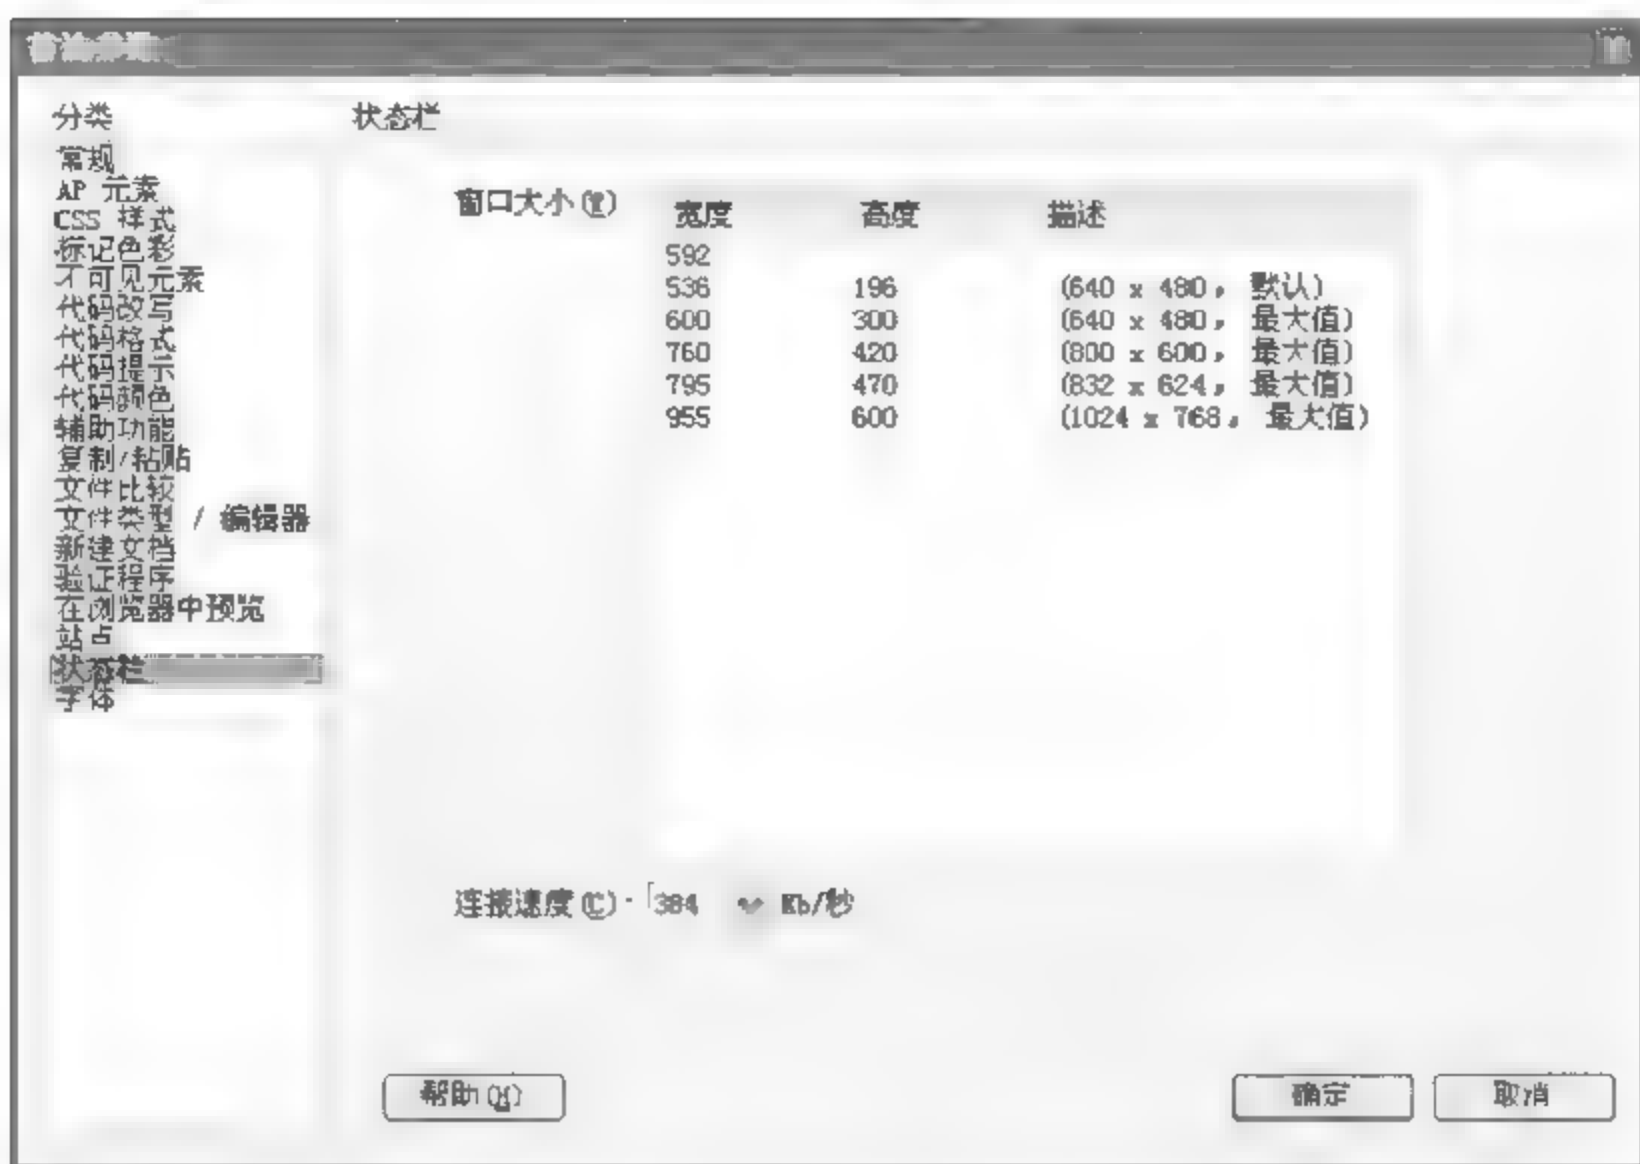 分类
常规
AP 元素
CSS 样式
标记色彩
不可见元素
代码改写
代码格式
代码提示
代码颜色
辅助功能
复制/粘贴
文件比较
文件类型 / 编辑器
新建文档
验证程序
在浏览器中预览
站点
状态栏
字体
状态栏
窗口大小(W)
宽度 高度 描述
592
536 196 (640 x 480, 默认)
600 300 (640 x 480, 最大值)
760 420 (800 x 600, 最大值)
795 470 (832 x 624, 最大值)
955 600 (1024 x 768, 最大值)
连接速度(C): 384 Kb/秒
帮助(H)
确定
取消